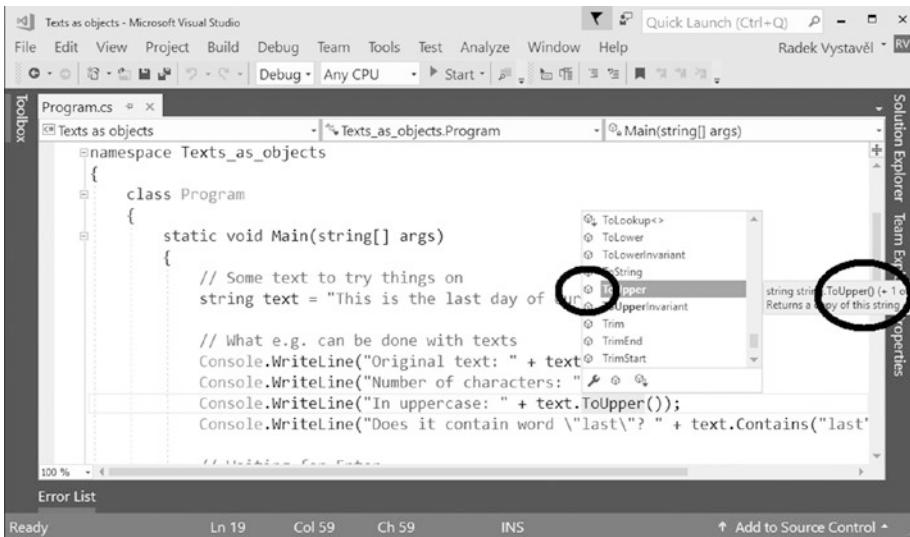 Texts as objects - Microsoft Visual Studio
Quick Launch (Ctrl+Q)
File Edit View Project Build Debug Team Tools Test Analyze Window Help
Radek Vystavěl RV
Debug Any CPU Start
Toolbox
Program.cs
Texts as objects Texts_as_objects.Program Main(string[] args)
namespace Texts_as_objects
{
class Program
{
static void Main(string[] args)
{
// Some text to try things on
string text = "This is the last day of our
// What e.g. can be done with texts
Console.WriteLine("Original text: " + text
Console.WriteLine("Number of characters: "
Console.WriteLine("In uppercase: " + text.ToUpper());
Console.WriteLine("Does it contain word \"last\"? " + text.Contains("last"
// Waiting for Enter
ToLookup<>
ToLower
ToLowerInvariant
ToString
ToUpper
ToUpperInvariant
Trim
TrimEnd
TrimStart
string string.ToUpper() (+ 1 o
Returns a copy of this string
Solution Explorer
Team Exp
Properties
100 %
Error List
Ready Ln 19 Col 59 Ch 59 INS Add to Source Control